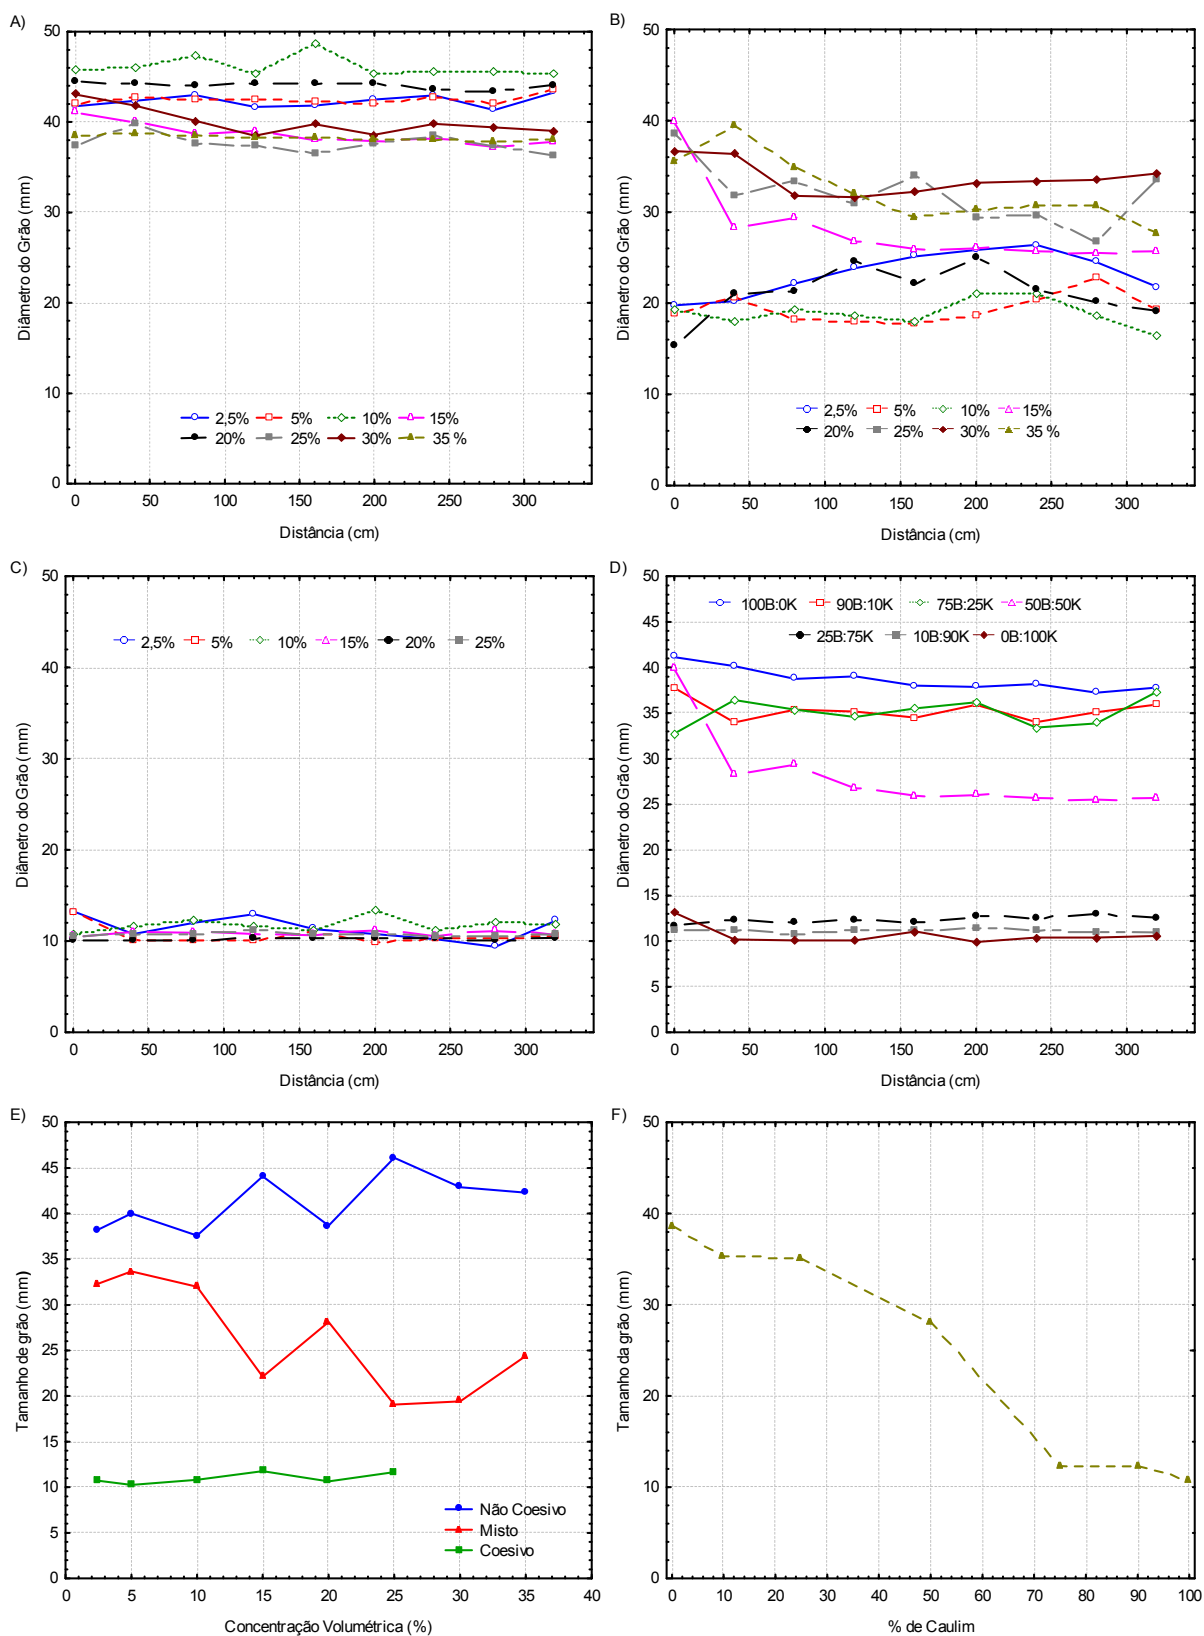 A)
50
40
30
20
10
0
Diâmetro do Grão (mm)
2,5% 5% 10% 15%
20% 25% 30% 35 %
0 50 100 150 200 250 300
Distância (cm)
B)
50
40
30
20
10
0
Diâmetro do Grão (mm)
2,5% 5% 10% 15%
20% 25% 30% 35 %
0 50 100 150 200 250 300
Distância (cm)
C)
50
40
30
20
10
0
Diâmetro do Grão (mm)
2,5% 5% 10% 15% 20% 25%
0 50 100 150 200 250 300
Distância (cm)
D)
50
45
40
35
30
25
20
15
10
5
0
Diâmetro do Grão (mm)
100B:0K 90B:10K 75B:25K 50B:50K
25B:75K 10B:90K 0B:100K
0 50 100 150 200 250 300
Distância (cm)
E)
50
45
40
35
30
25
20
15
10
5
0
Tamanho de grão (mm)
Não Coesivo
Misto
Coesivo
0 5 10 15 20 25 30 35 40
Concentração Volumétrica (%)
F)
50
40
30
20
10
0
Tamanho da grão (mm)
0 10 20 30 40 50 60 70 80 90 100
% de Caulim